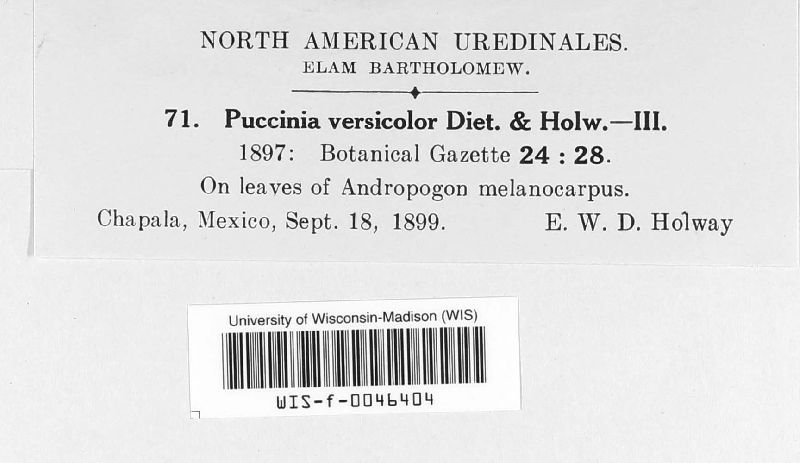 NORTH AMERICAN UREDINALES.
ELAM BARTHOLOMEW.
71. Puccinia versicolor Diet. & Holw.—III.
1897: Botanical Gazette 24 : 28.
On leaves of Andropogon melanocarpus.
Chapala, Mexico, Sept. 18, 1899. E. W. D. Holway
University of Wisconsin-Madison (WIS)
WIS-f-0046404